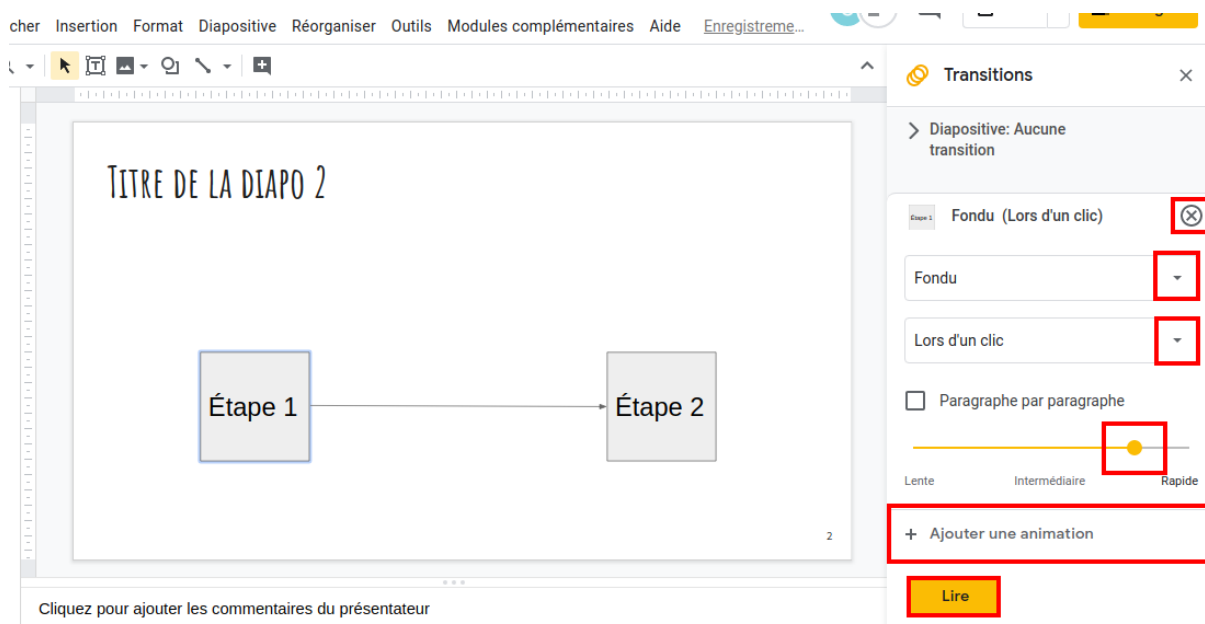 cher Insertion Format Diapositive Réorganiser Outils Modules complémentaires Aide Enregistreme...
Transitions
Diapositive: Aucune
transition
TITRE DE LA DIAPO 2
Étape 1 Fondu (Lors d'un clic)
Fondu
Lors d'un clic
Étape 1
Étape 2
Paragraphe par paragraphe
Lente Intermédiaire Rapide
+ Ajouter une animation
2
Lire
Cliquez pour ajouter les commentaires du présentateur